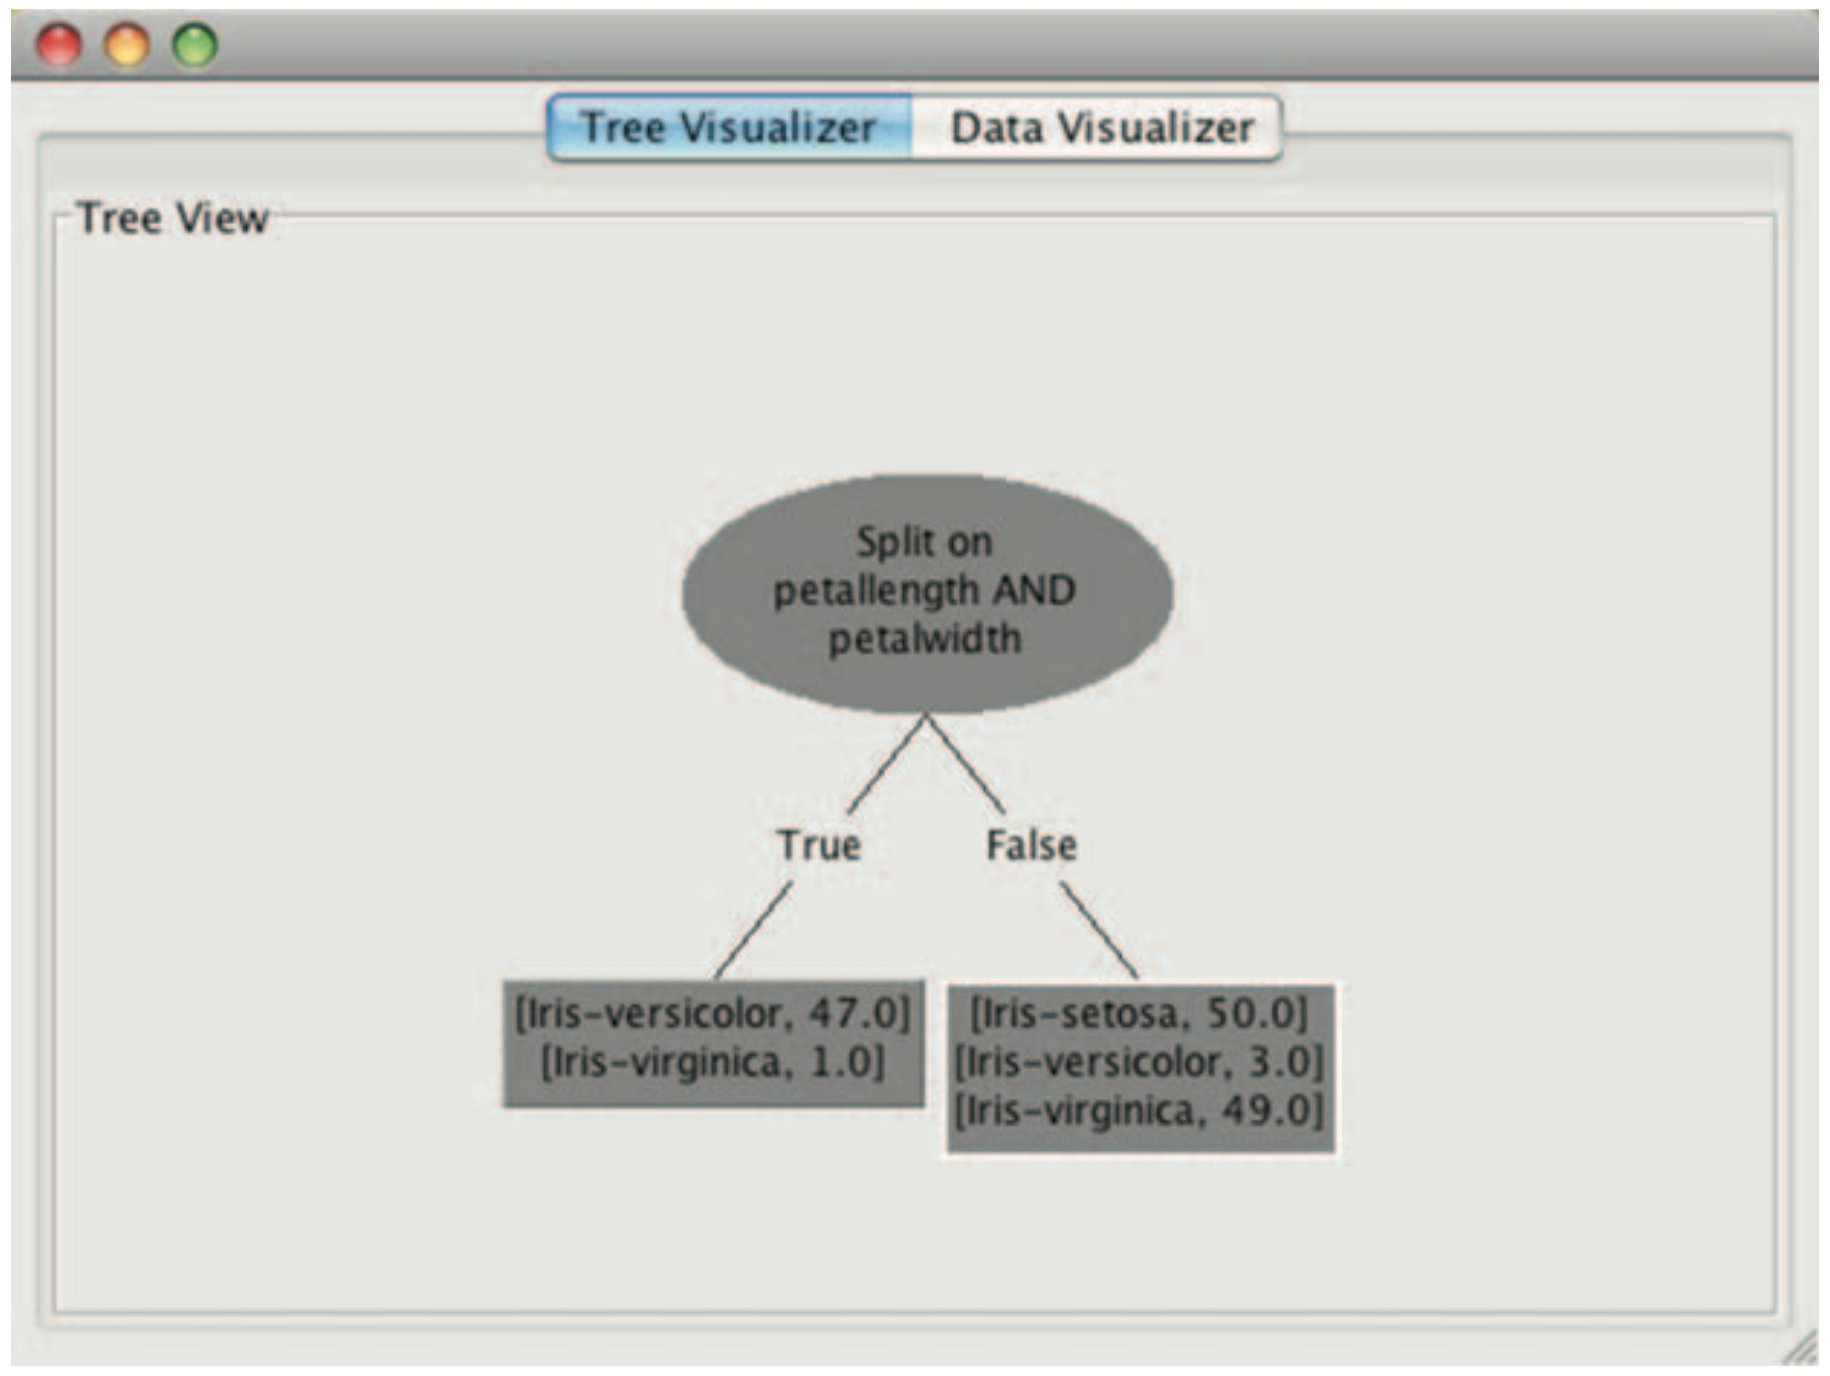 Tree Visualizer Data Visualizer
Tree View
Split on
petallength AND
petalwidth
True False
[Iris-versicolor, 47.0]
[Iris-virginica, 1.0]
[Iris-setosa, 50.0]
[Iris-versicolor, 3.0]
[Iris-virginica, 49.0]